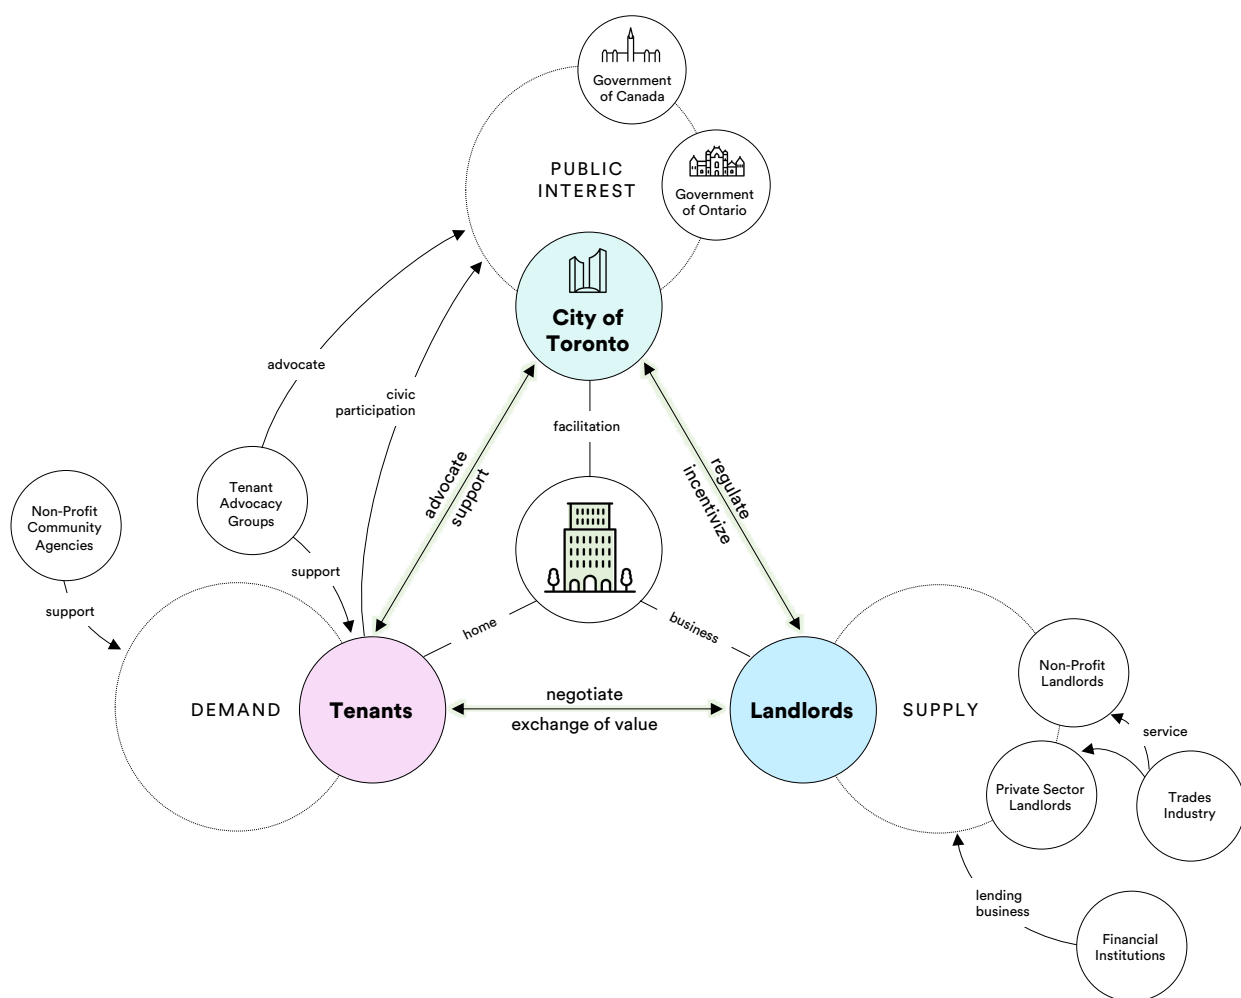 Government
of Canada
PUBLIC
INTEREST
Government
of Ontario
City of
Toronto
advocate
civic
participation
facilitation
advocate
support
regulate
incentivize
Tenant
Advocacy
Groups
Non-Profit
Community
Agencies
support
support
home
business
DEMAND
Tenants
negotiate
exchange of value
Landlords
SUPPLY
Non-Profit
Landlords
service
Private Sector
Landlords
Trades
Industry
lending
business
Financial
Institutions